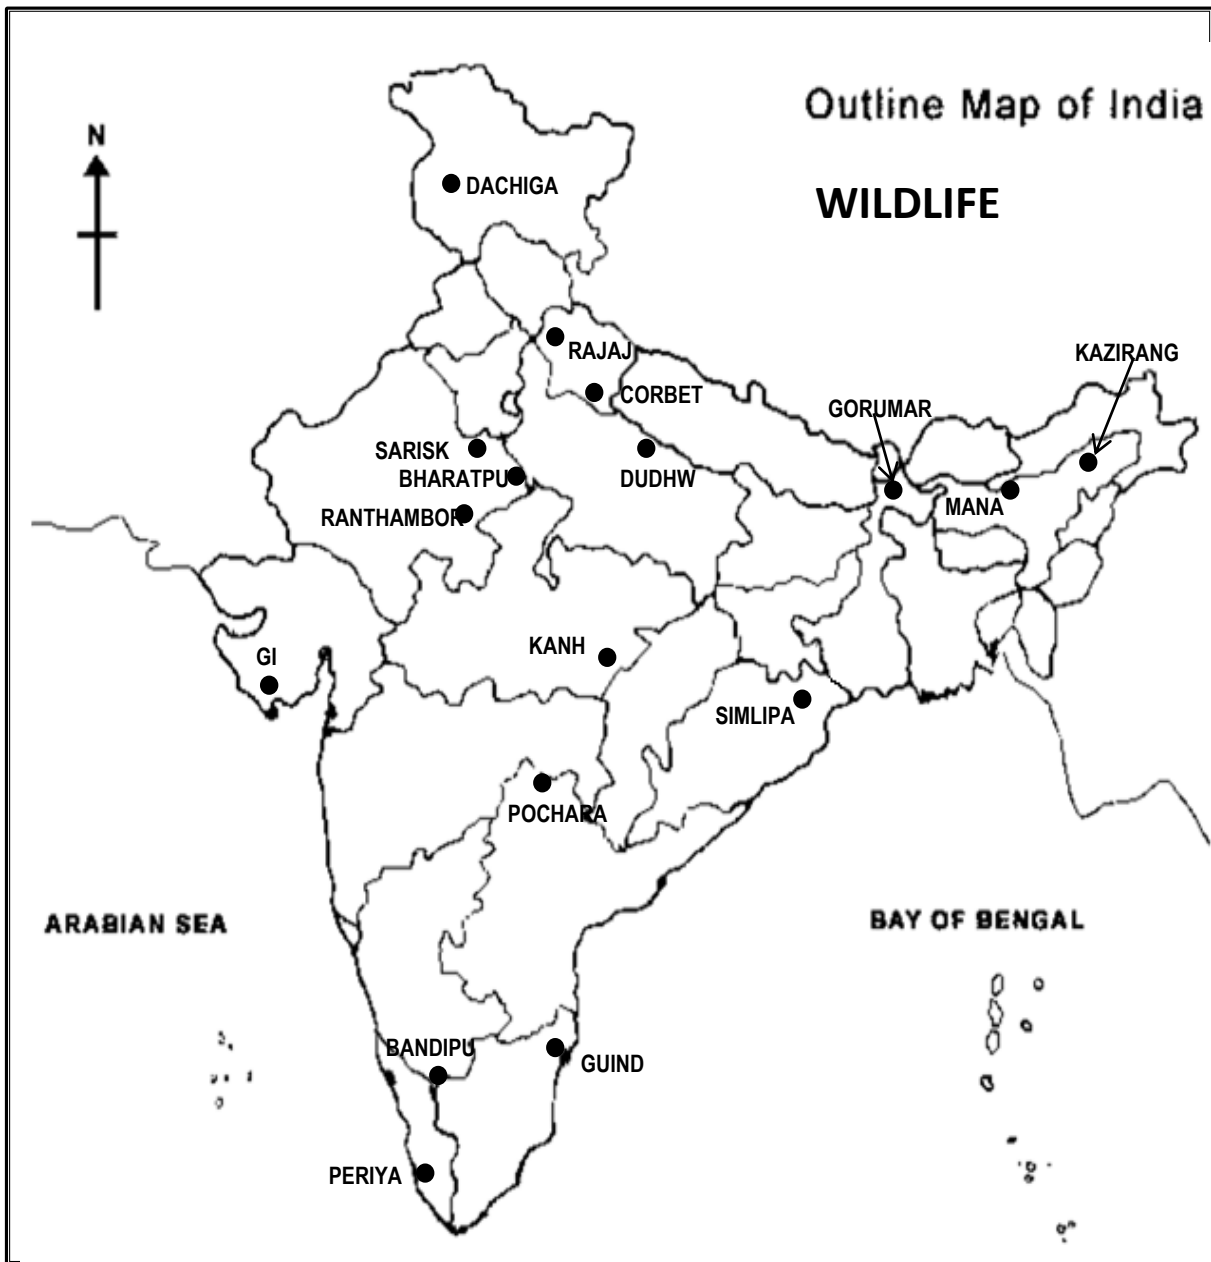 Outline Map of India
N
WILDLIFE
DACHIGA
RAJAJ
KAZIRANG
CORBET
GORUMAR
SARISK
BHARATPU
DUDHW
RANTHAMBOR
MANA
KANH
GI
SIMLIPA
POCHARA
ARABIAN SEA
BAY OF BENGAL
BANDIPU
GUIND
PERIYA